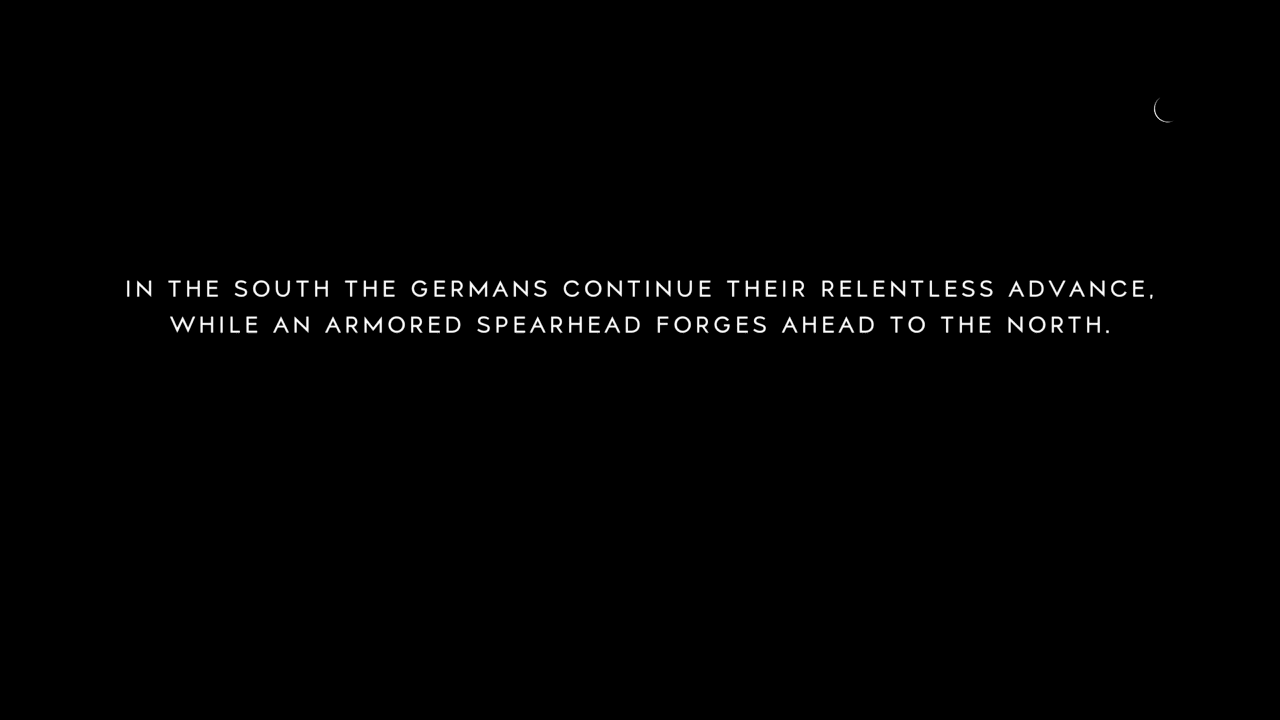 IN THE SOUTH THE GERMANS CONTINUE THEIR RELENTLESS ADVANCE,
WHILE AN ARMORED SPEARHEAD FORGES AHEAD TO THE NORTH.